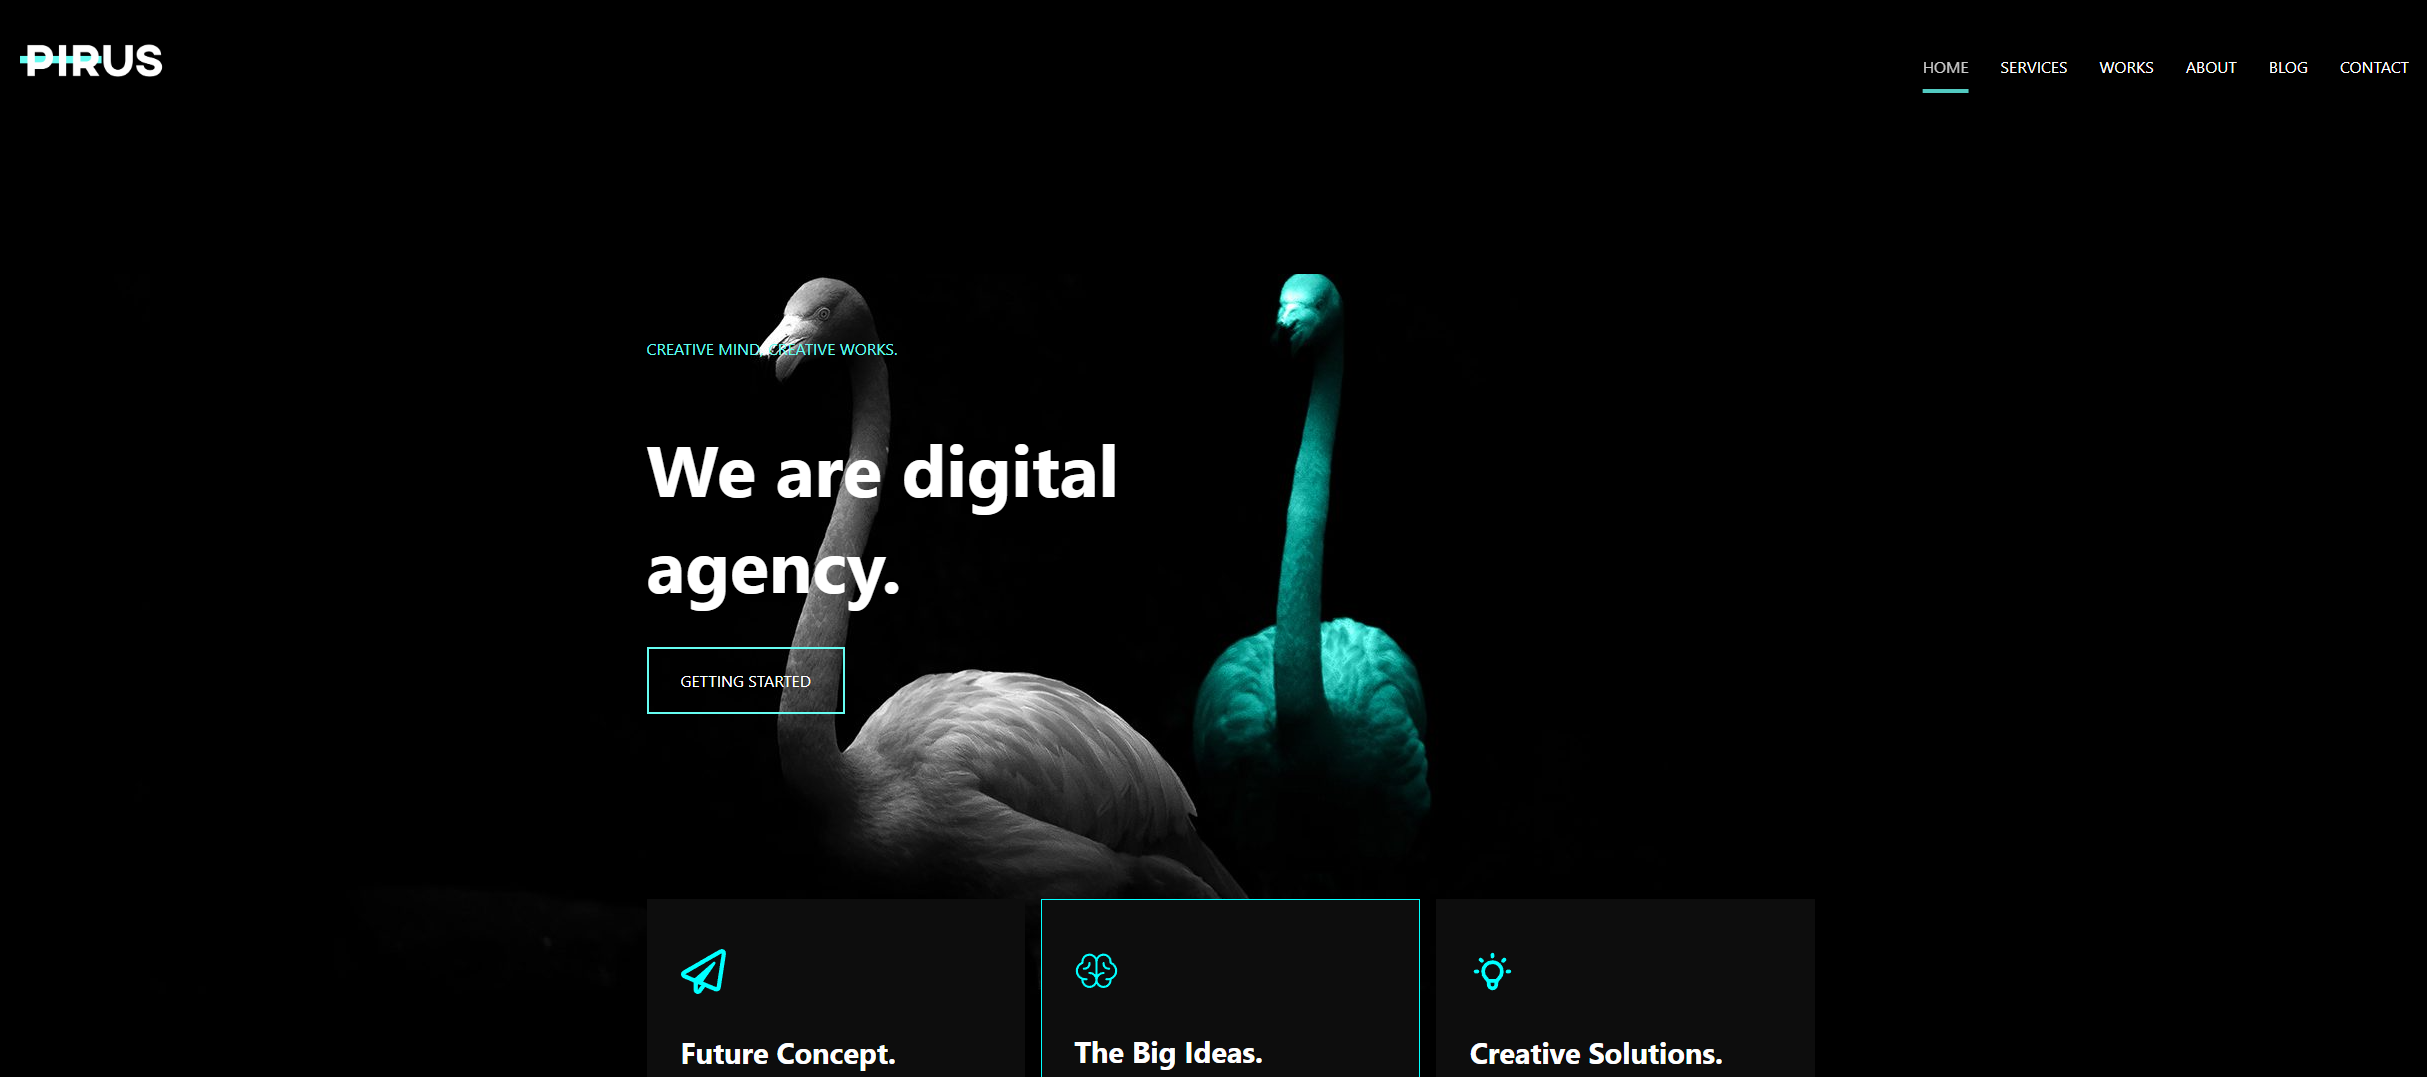 PIRUS
HOME SERVICES WORKS ABOUT BLOG CONTACT
CREATIVE MIND, CREATIVE WORKS.
We are digital
agency.
GETTING STARTED
Future Concept.
The Big Ideas.
Creative Solutions.